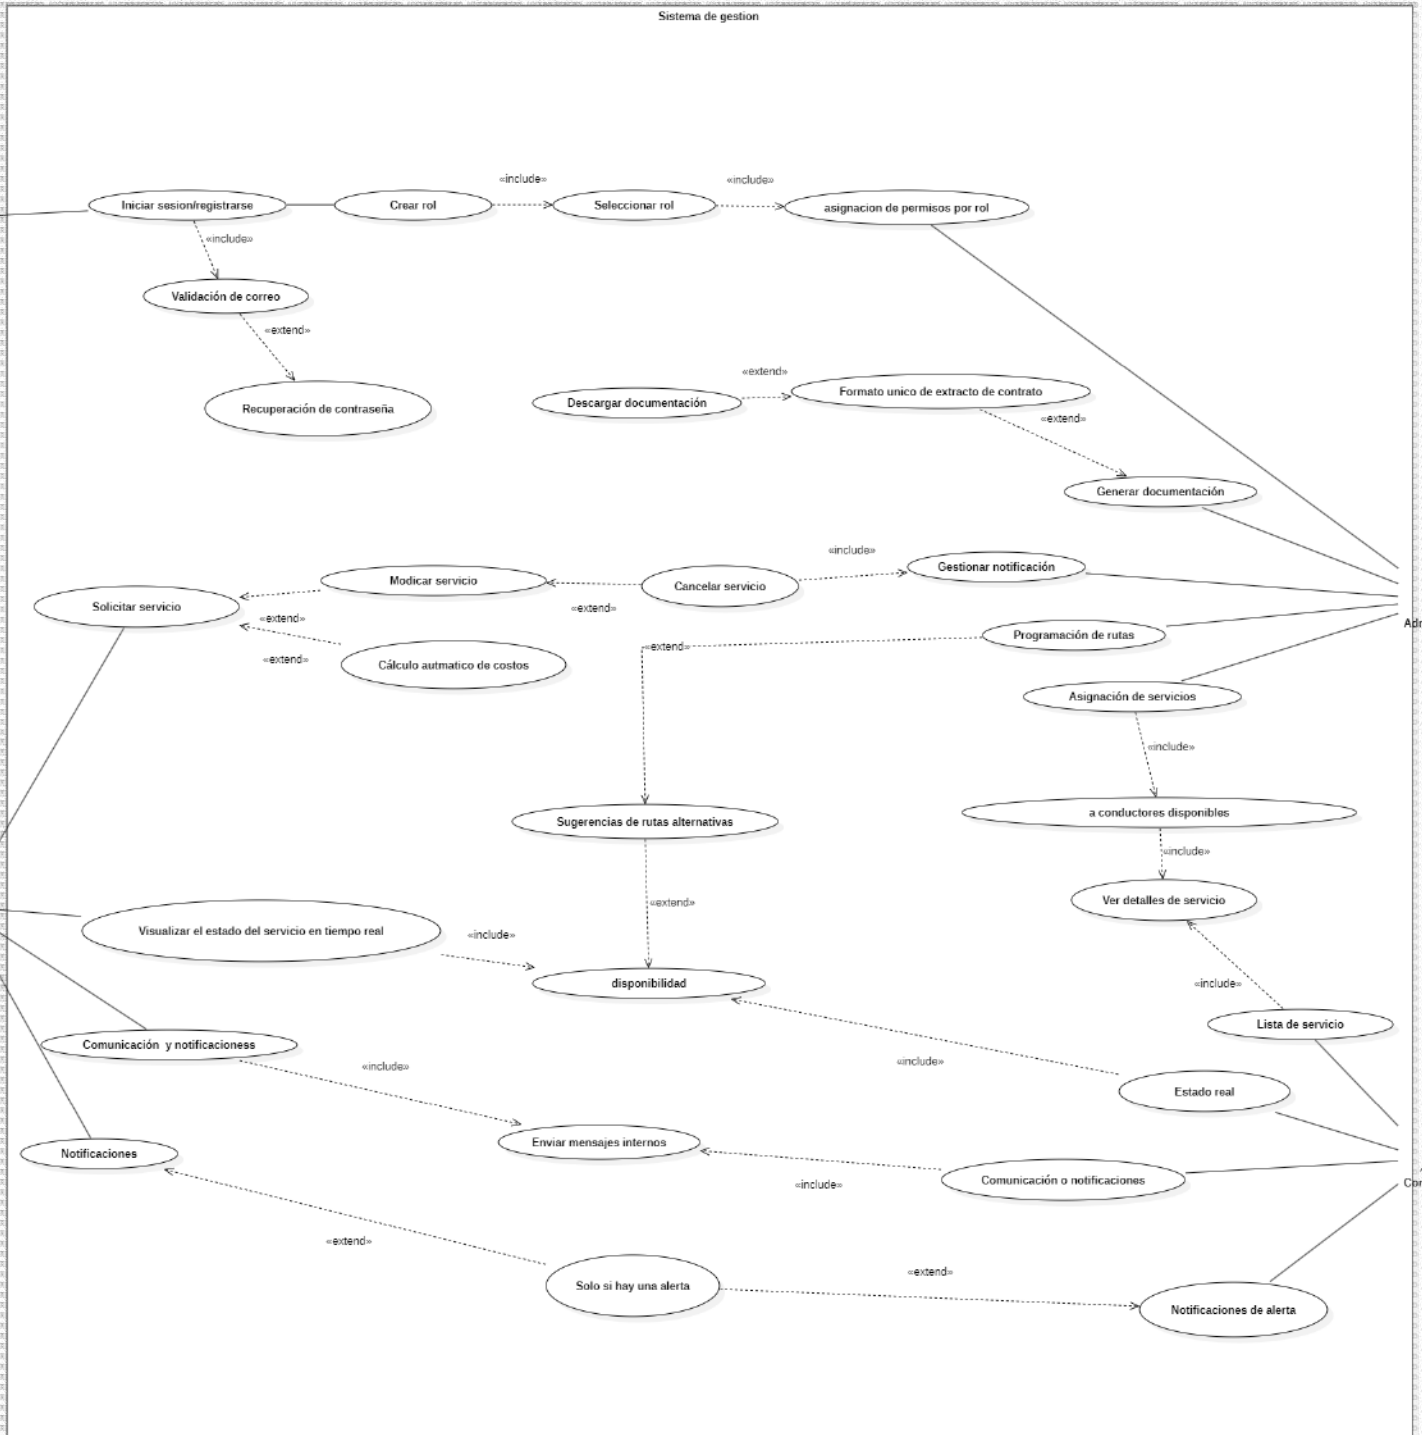 Sistema de gestion
«include»
«include»
Iniciar sesion/registrarse
Crear rol
Seleccionar rol
asignacion de permisos por rol
«include»
Validación de correo
«extend»
Recuperación de contraseña
«extend»
Descargar documentación
Formato unico de extracto de contrato
«extend»
Generar documentación
«include»
Gestionar notificación
Modicar servicio
Cancelar servicio
Solicitar servicio
«extend»
«extend»
Adr
Programación de rutas
«extend»
«extend»
Cálculo autmatico de costos
Asignación de servicios
«include»
a conductores disponibles
Sugerencias de rutas alternativas
«include»
Ver detalles de servicio
«extend»
Visualizar el estado del servicio en tiempo real
«include»
disponibilidad
«include»
Lista de servicio
Comunicación  y notificacioness
«include»
«include»
Estado real
Enviar mensajes internos
Notificaciones
Comunicación o notificaciones
«include»
Cor
«extend»
«extend»
Solo si hay una alerta
Notificaciones de alerta